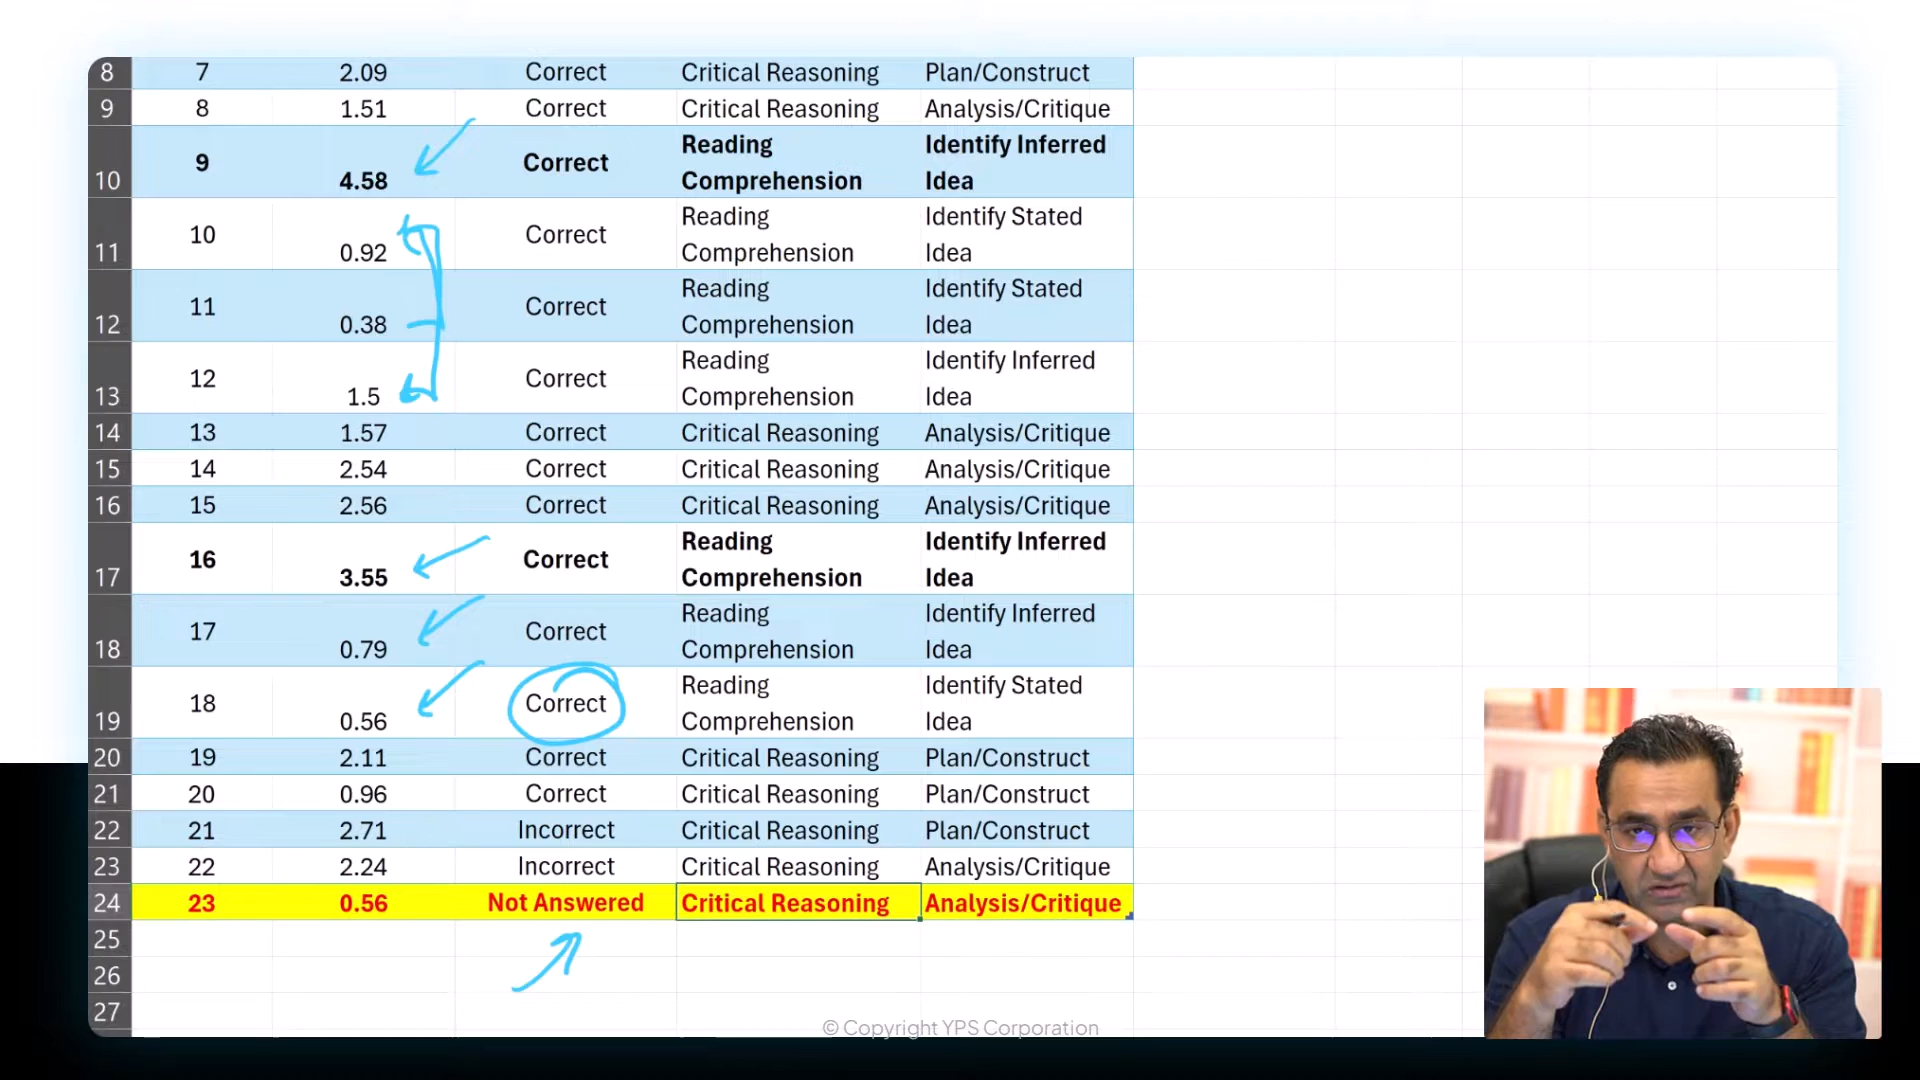 8 7 2.09 Correct Critical Reasoning Plan/Construct
9 8 1.51 Correct Critical Reasoning Analysis/Critique
10 9 4.58 Correct Reading Comprehension Identify Inferred Idea
11 10 0.92 Correct Reading Comprehension Identify Stated Idea
12 11 0.38 Correct Reading Comprehension Identify Stated Idea
13 12 1.5 Correct Reading Comprehension Identify Inferred Idea
14 13 1.57 Correct Critical Reasoning Analysis/Critique
15 14 2.54 Correct Critical Reasoning Analysis/Critique
16 15 2.56 Correct Critical Reasoning Analysis/Critique
17 16 3.55 Correct Reading Comprehension Identify Inferred Idea
18 17 0.79 Correct Reading Comprehension Identify Inferred Idea
19 18 0.56 Correct Reading Comprehension Identify Stated Idea
20 19 2.11 Correct Critical Reasoning Plan/Construct
21 20 0.96 Correct Critical Reasoning Plan/Construct
22 21 2.71 Incorrect Critical Reasoning Plan/Construct
23 22 2.24 Incorrect Critical Reasoning Analysis/Critique
24 23 0.56 Not Answered Critical Reasoning Analysis/Critique
25
26
27
© Copyright YPS Corporation